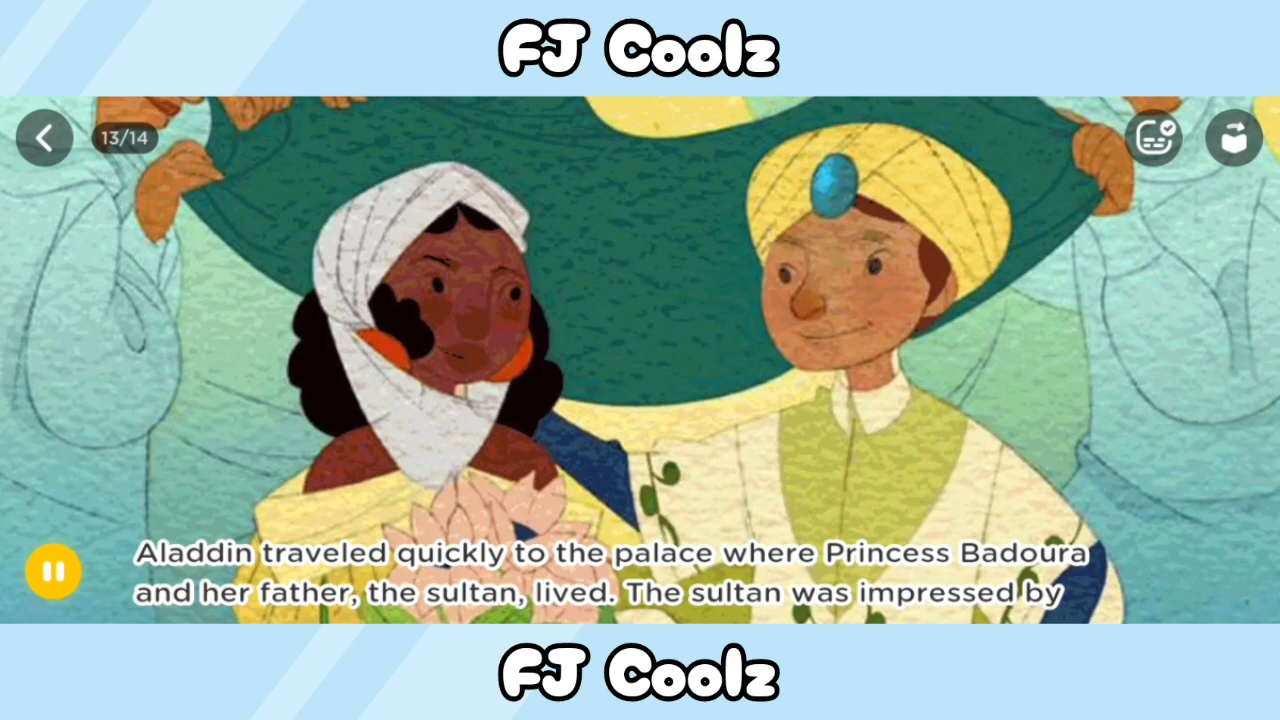 FJ Coolz
13/14
Aladdin traveled quickly to the palace where Princess Badoura
and her father, the sultan, lived. The sultan was impressed by
FJ Coolz